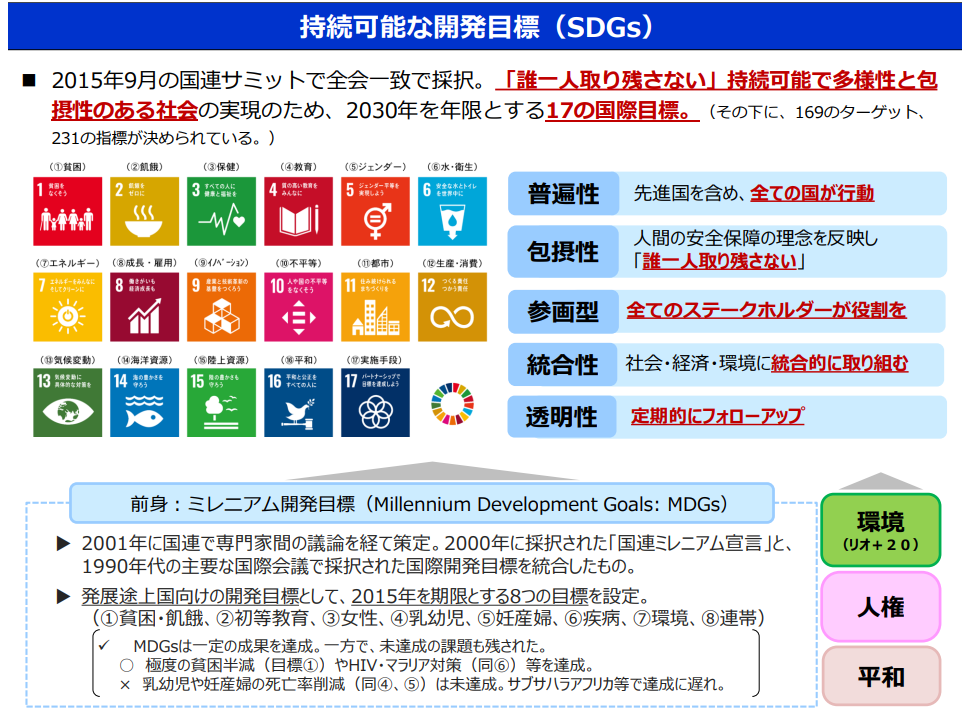 持続可能な開発目標（SDGs）
■ 2015年9月の国連サミットで全会一致で採択。「誰一人取り残さない」持続可能で多様性と包
摂性のある社会の実現のため、2030年を年限とする17の国際目標。（その下に、169のターゲット、
231の指標が決められている。）
（①貧困） （②飢餓） （③保健） （④教育） （⑤ジェンダー） （⑥水・衛生）
1 貧困を
なくそう
2 飢餓を
ゼロに
3 すべての人に
健康と福祉を
4 質の高い教育を
みんなに
5 ジェンダー平等を
実現しよう
6 安全な水とトイレ
を世界中に
（⑦エネルギー） （⑧成長・雇用） （⑨イノベーション） （⑩不平等） （⑪都市） （⑫生産・消費）
7 エネルギーをみんなに
そしてクリーンに
8 働きがいも
経済成長も
9 産業と技術革新の
基盤をつくろう
10 人や国の不平等
をなくそう
11 住み続けられる
まちづくりを
12 つくる責任
つかう責任
（⑬気候変動） （⑭海洋資源） （⑮陸上資源） （⑯平和） （⑰実施手段）
13 気候変動に
具体的な対策を
14 海の豊かさを
守ろう
15 陸の豊かさも
守ろう
16 平和と公正を
すべての人に
17 パートナーシップで
目標を達成しよう
普遍性 先進国を含め、全ての国が行動
包摂性 人間の安全保障の理念を反映し
「誰一人取り残さない」
参画型 全てのステークホルダーが役割を
統合性 社会・経済・環境に統合的に取り組む
透明性 定期的にフォローアップ
前身：ミレニアム開発目標（Millennium Development Goals: MDGs）
▶ 2001年に国連で専門家間の議論を経て策定。2000年に採択された「国連ミレニアム宣言」と、
1990年代の主要な国際会議で採択された国際開発目標を統合したもの。
▶ 発展途上国向けの開発目標として、2015年を期限とする8つの目標を設定。
（①貧困・飢餓、②初等教育、③女性、④乳幼児、⑤妊産婦、⑥疾病、⑦環境、⑧連帯）
✓ MDGsは一定の成果を達成。一方で、未達成の課題も残された。
○ 極度の貧困半減（目標①）やHIV・マラリア対策（同⑥）等を達成。
× 乳幼児や妊産婦の死亡率削減（同④、⑤）は未達成。サブサハラアフリカ等で達成に遅れ。
環境
（リオ＋２０）
人権
平和